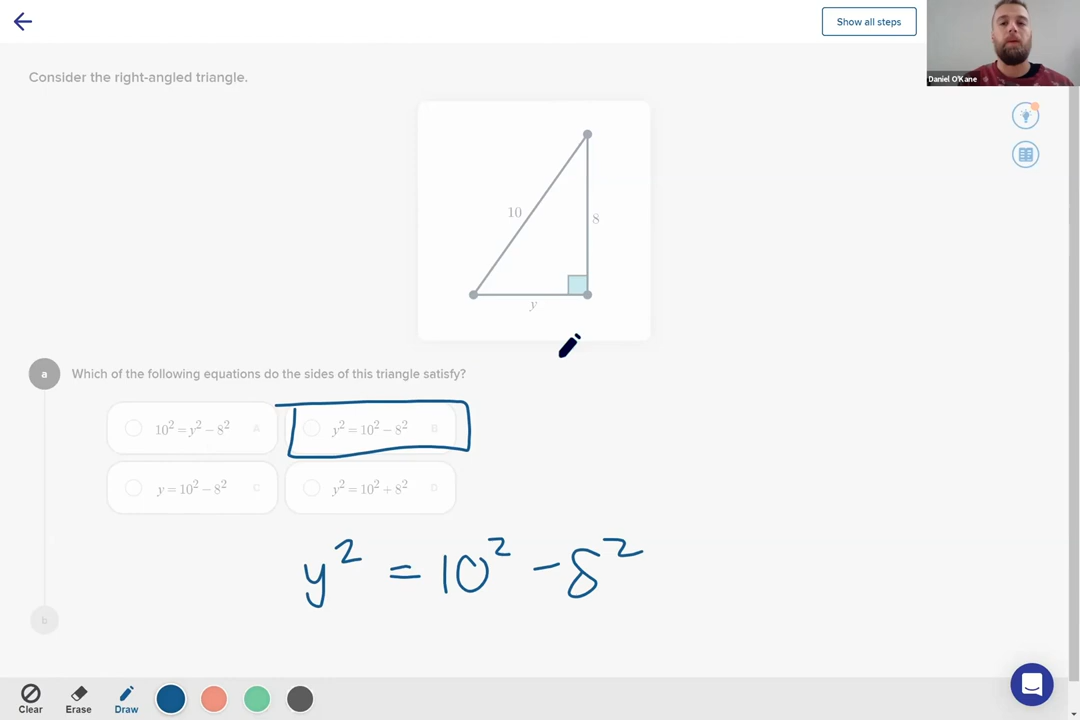 Show all steps
Daniel O'Kane
Consider the right-angled triangle.
10
8
y
a
Which of the following equations do the sides of this triangle satisfy?
10² = y² − 8² A
y² = 10² − 8² B
y = 10² − 8² C
y² = 10² + 8² D
y² = 10² − 8²
b
Clear
Erase
Draw